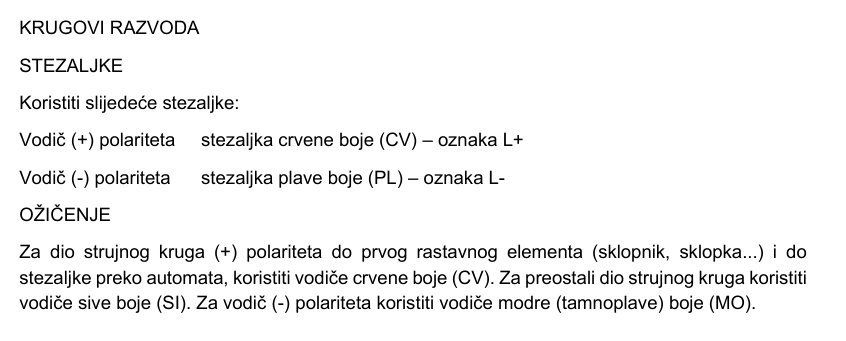 KRUGOVI RAZVODA
STEZALJKE
Koristiti slijedeće stezaljke:
Vodič (+) polariteta stezaljka crvene boje (CV) – oznaka L+
Vodič (-) polariteta stezaljka plave boje (PL) – oznaka L-
OŽIČENJE
Za dio strujnog kruga (+) polariteta do prvog rastavnog elementa (sklopnik, sklopka...) i do
stezaljke preko automata, koristiti vodiče crvene boje (CV). Za preostali dio strujnog kruga koristiti
vodiče sive boje (SI). Za vodič (-) polariteta koristiti vodiče modre (tamnoplave) boje (MO).